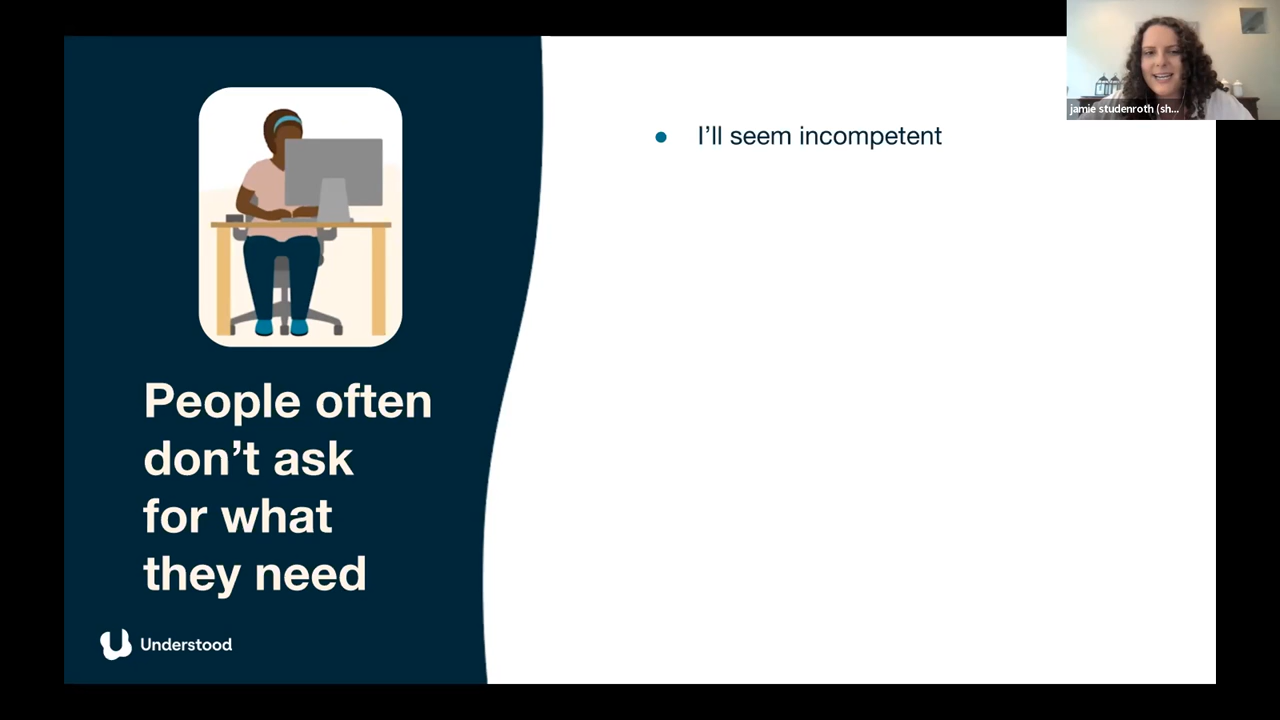 jamie studenroth (sh...
• I'll seem incompetent
People often
don't ask
for what
they need
Understood